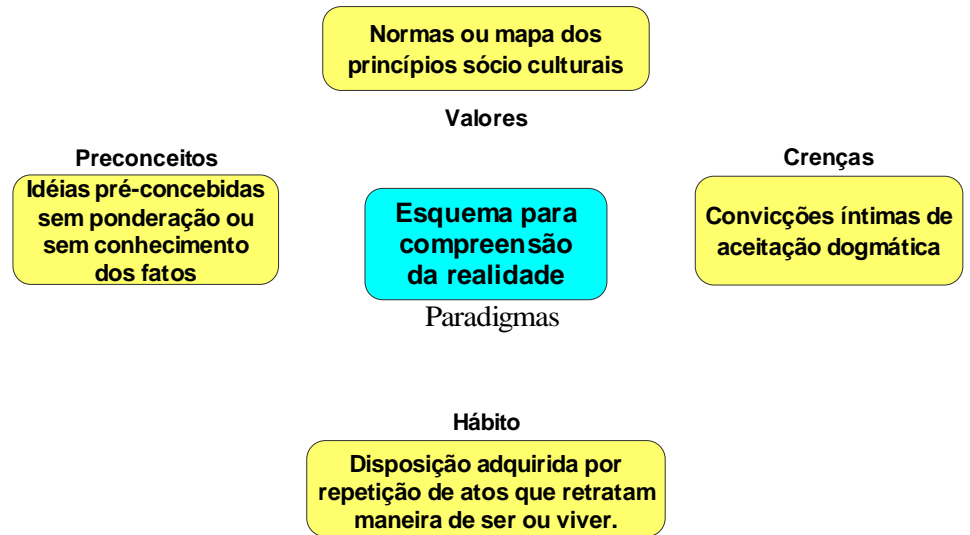 Normas ou mapa dos
princípios sócio culturais
Valores
Preconceitos
Idéias pré-concebidas
sem ponderação ou
sem conhecimento
dos fatos
Esquema para
compreensão
da realidade
Paradigmas
Crenças
Convicções íntimas de
aceitação dogmática
Hábito
Disposição adquirida por
repetição de atos que retratam
maneira de ser ou viver.